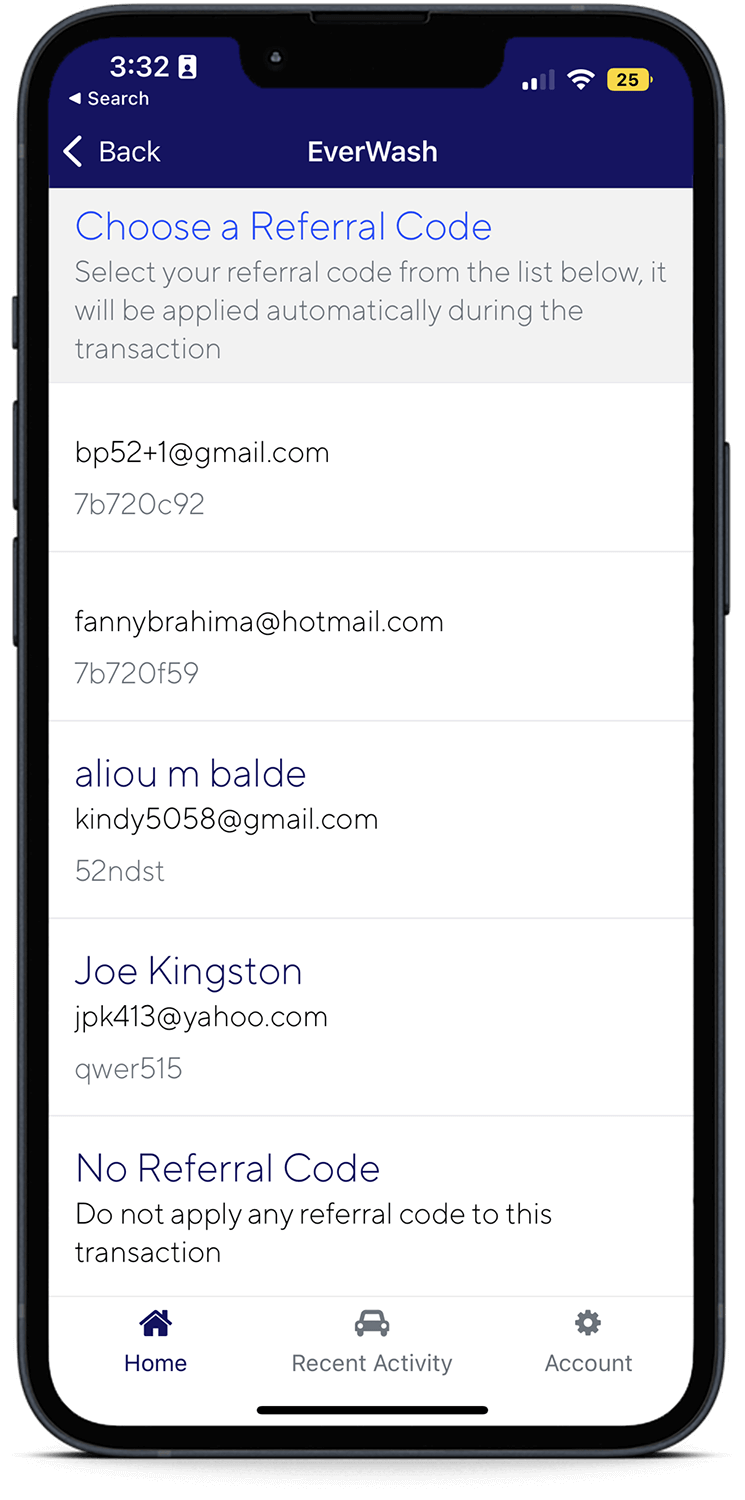 3:32
25
◀ Search
Back
EverWash
Choose a Referral Code
Select your referral code from the list below, it
will be applied automatically during the
transaction
bp52+1@gmail.com
7b720c92
fannybrahima@hotmail.com
7b720f59
aliou m balde
kindy5058@gmail.com
52ndst
Joe Kingston
jpk413@yahoo.com
qwer515
No Referral Code
Do not apply any referral code to this
transaction
Home
Recent Activity
Account